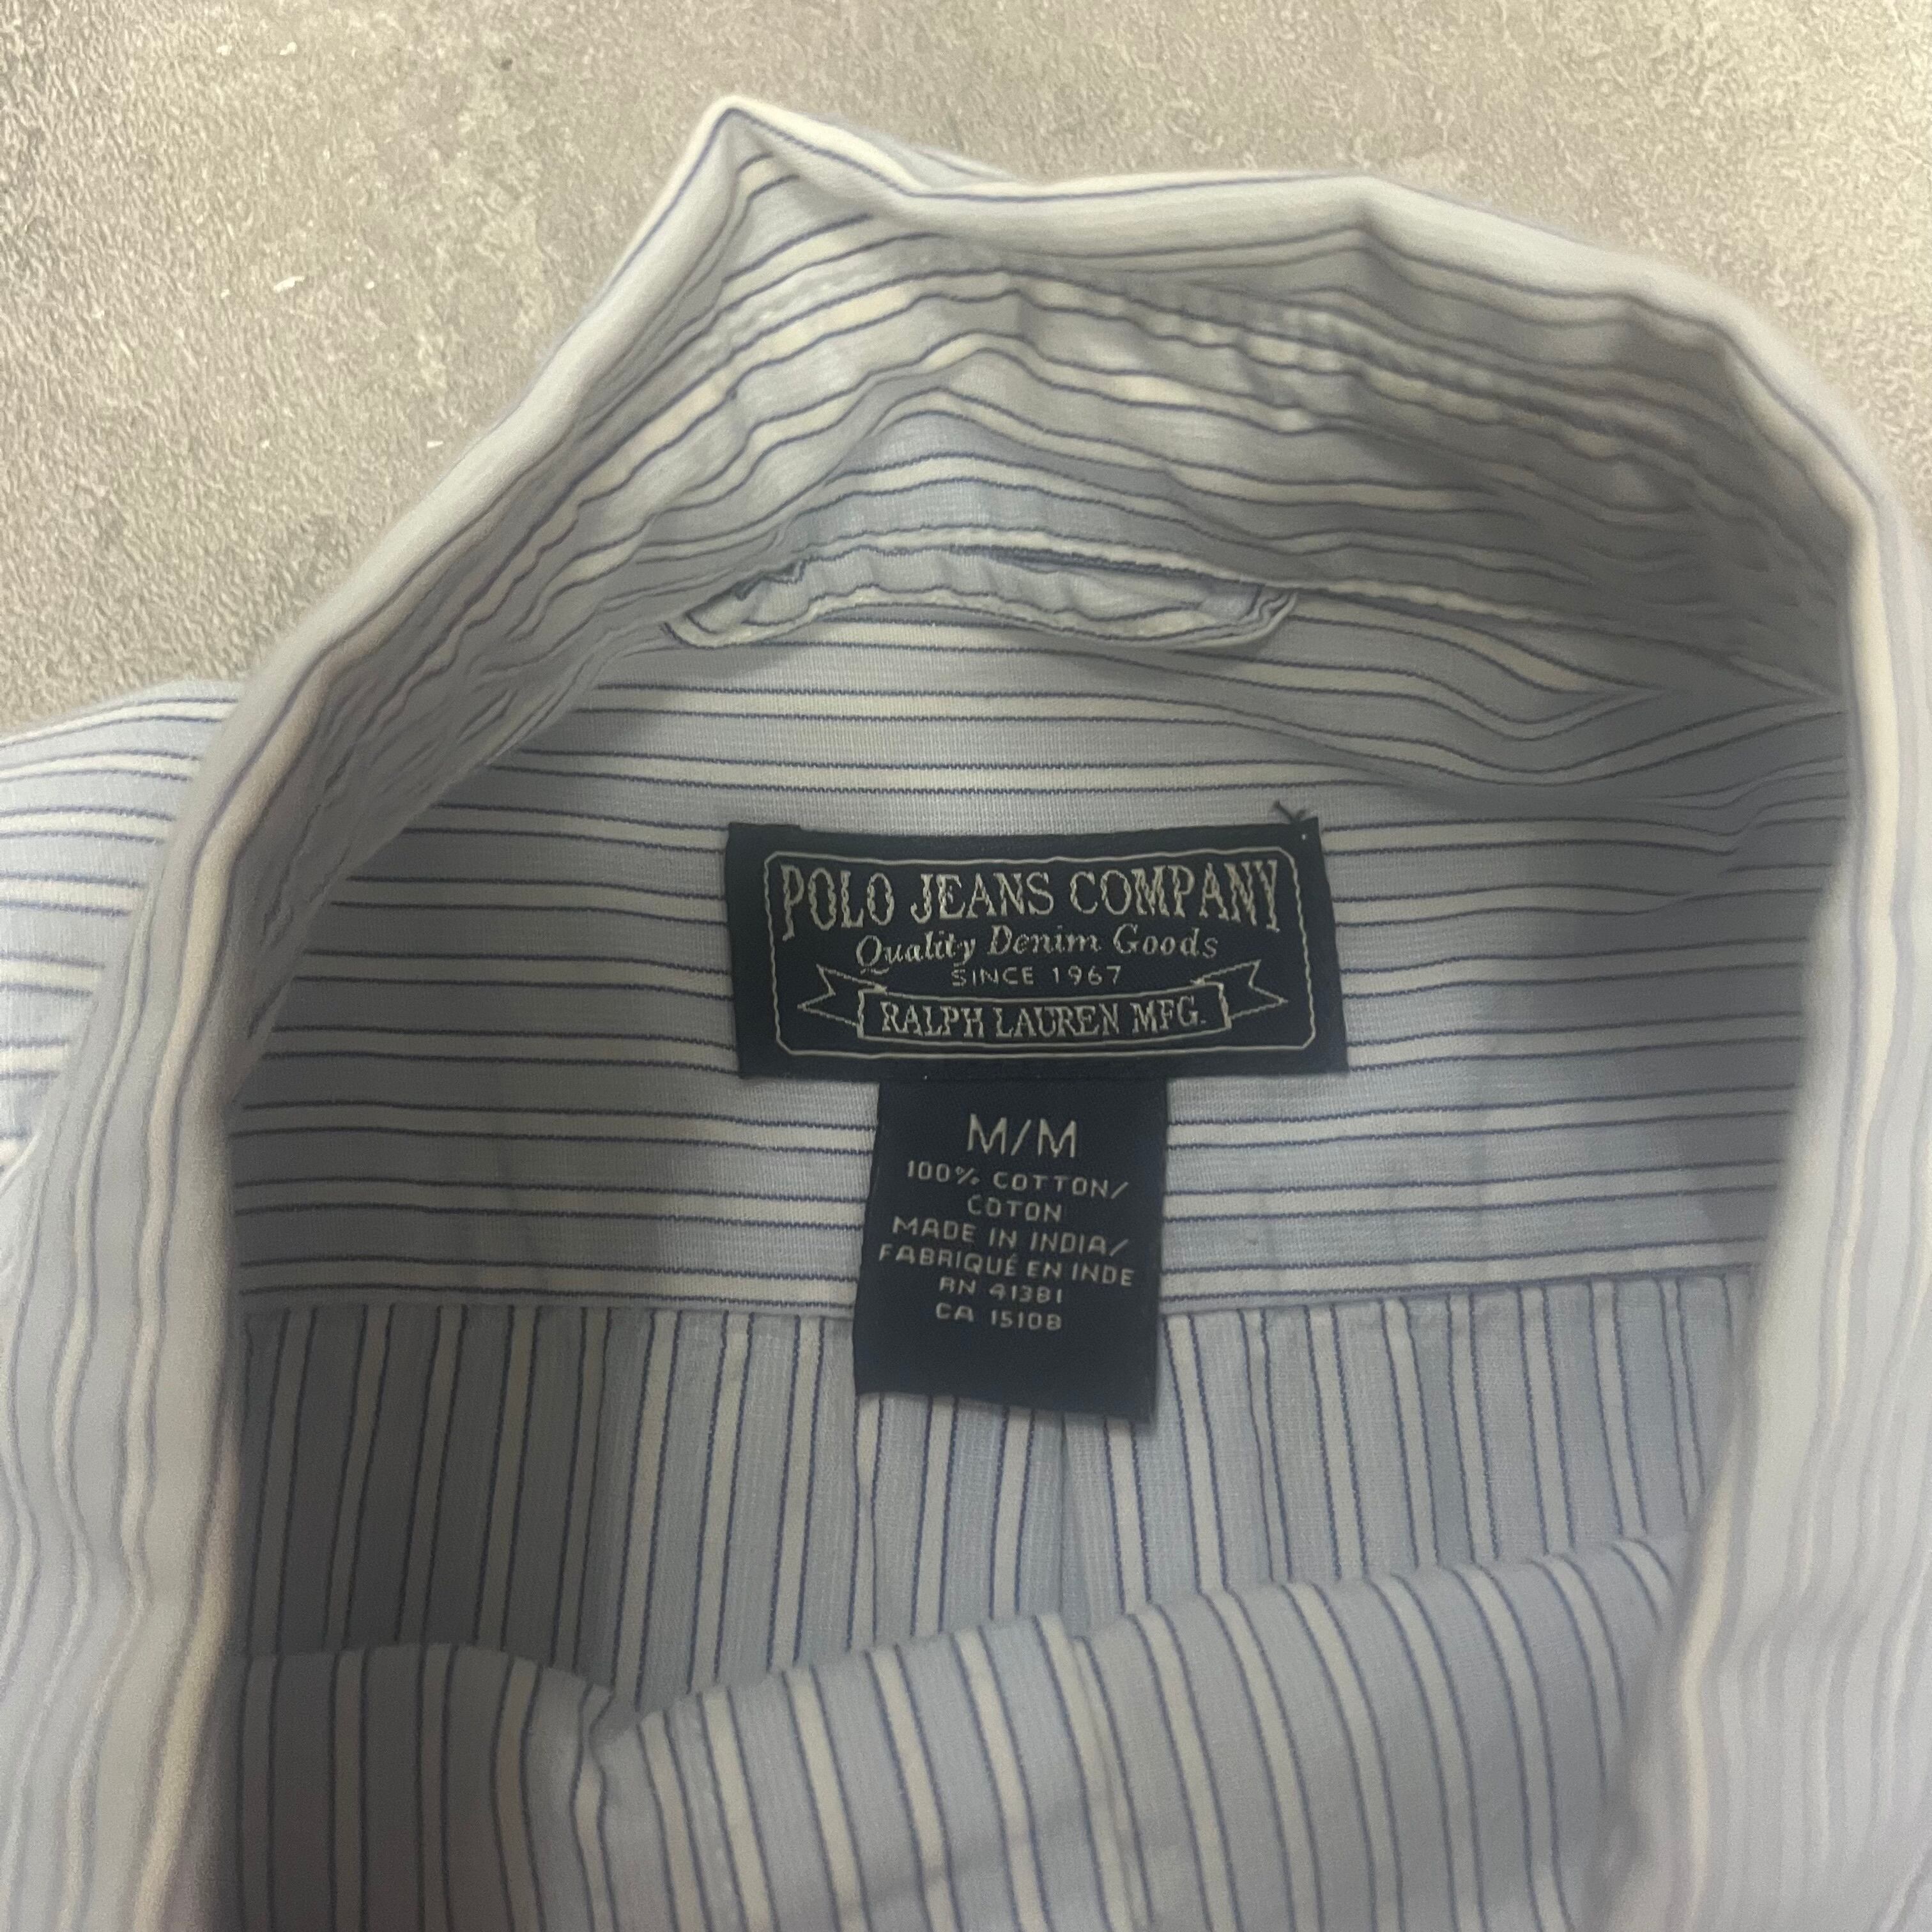 POLO JEANS COMPANY
Quality Denim Goods
SINCE 1967
RALPH LAUREN MFG.
M/M
100% COTTON/
COTON
MADE IN INDIA/
FABRIQUÉ EN INDE
RN 41381
CA 15108